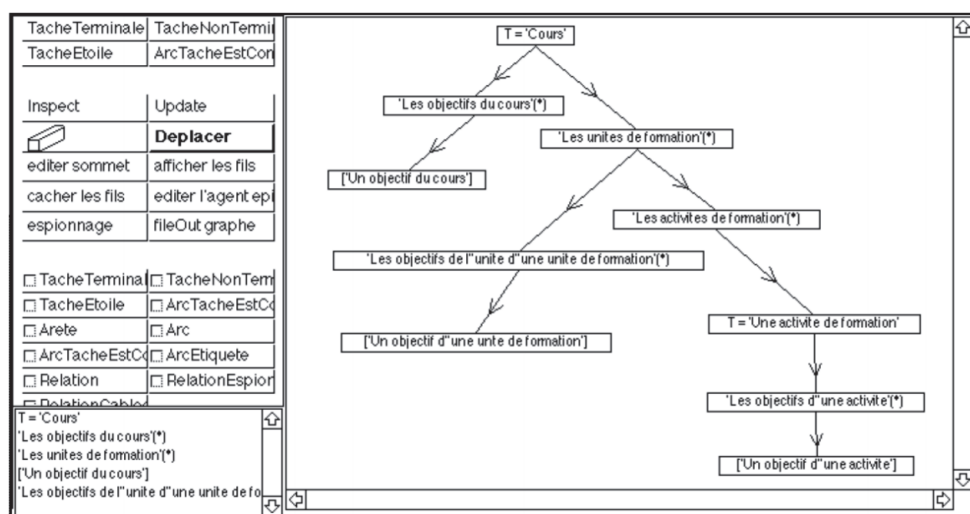 TacheTerminale TacheNonTermi
TacheEtoile ArcTacheEstCon
Inspect Update
Deplacer
editer sommet afficher les fils
cacher les fils editer l'agent epi
espionnage fileOut graphe
TacheTerminal TacheNonTerm
TacheEtoile ArcTacheEstCo
Arete Arc
ArcTacheEstCo ArcEtiquete
Relation RelationEspion
RelationCables
T = 'Cours'
'Les objectifs du cours'(*)
'Les unites de formation'(*)
['Un objectif du cours']
'Les objectifs de l''unite d''une unite de fo
T = 'Cours'
'Les objectifs du cours'(*)
'Les unites de formation'(*)
['Un objectif du cours']
'Les activites de formation'(*)
'Les objectifs de l''unite d''une unite de formation'(*)
T = 'Une activite de formation'
['Un objectif d''une unte de formation']
'Les objectifs d''une activite'(*)
['Un objectif d''une activite']